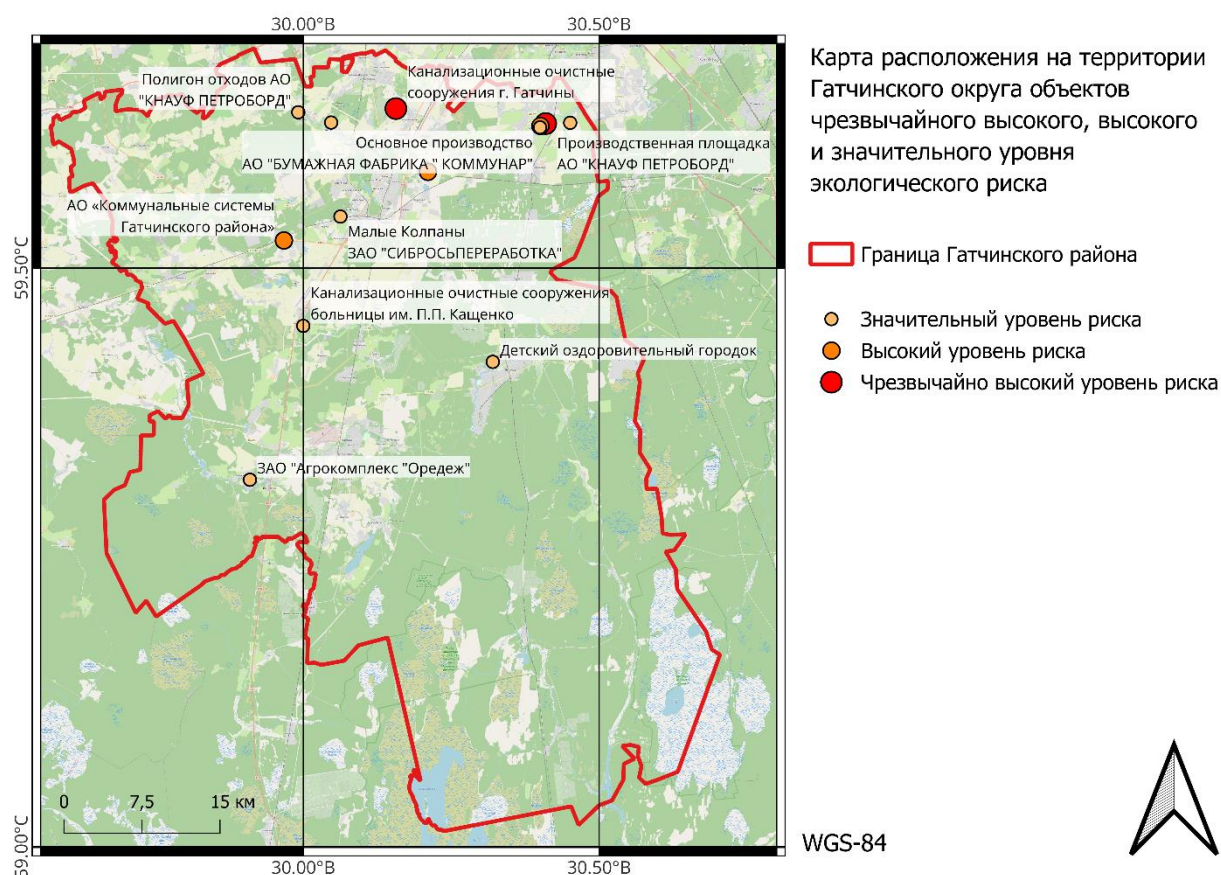 30.00°В
30.50°В
Полигон отходов АО
"КНАУФ ПЕТРОБОРД"
Канализационные очистные
сооружения г. Гатчины
Основное производство
АО "БУМАЖНАЯ ФАБРИКА " КОММУНАР"
Производственная площадка
АО "КНАУФ ПЕТРОБОРД"
АО «Коммунальные системы
Гатчинского района»
Малые Колпаны
ЗАО "СИБРОСЬПЕРЕРАБОТКА"
59.50°С
Канализационные очистные сооружения
больницы им. П.П. Кащенко
Детский оздоровительный городок
ЗАО "Агрокомплекс "Оредеж"
0 7,5 15 км
59.00°С
30.00°В
30.50°В
Карта расположения на территории
Гатчинского округа объектов
чрезвычайного высокого, высокого
и значительного уровня
экологического риска
Граница Гатчинского района
Значительный уровень риска
Высокий уровень риска
Чрезвычайно высокий уровень риска
WGS-84